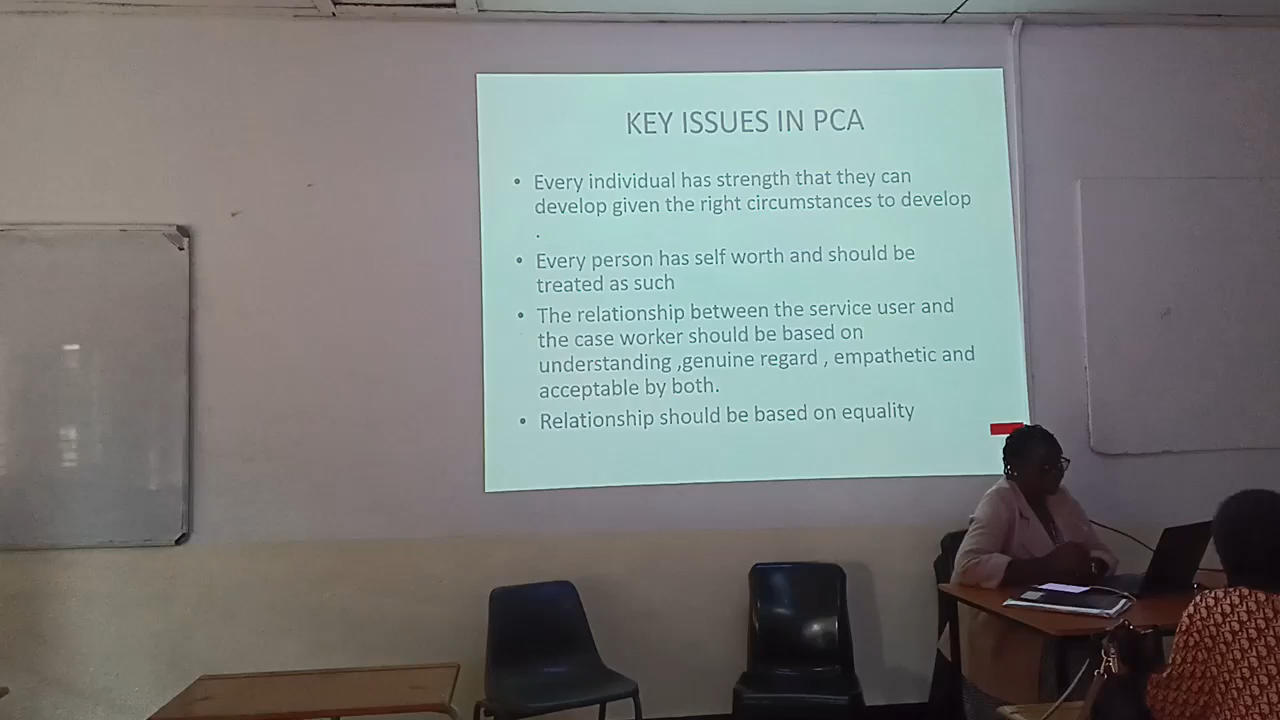 KEY ISSUES IN PCA
• Every individual has strength that they can
develop given the right circumstances to develop
.
• Every person has self worth and should be
treated as such
• The relationship between the service user and
the case worker should be based on
understanding ,genuine regard , empathetic and
acceptable by both.
• Relationship should be based on equality